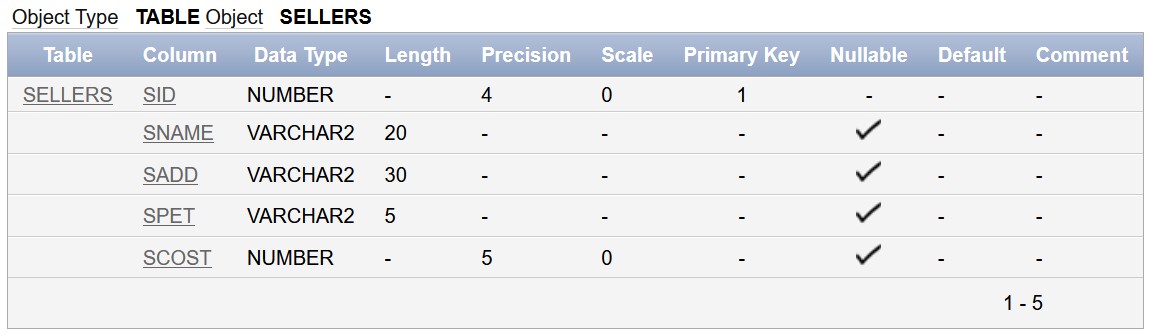 Object Type TABLE Object SELLERS
Table Column Data Type Length Precision Scale Primary Key Nullable Default Comment
SELLERS SID NUMBER - 4 0 1 - - -
SNAME VARCHAR2 20 - - - ✓ - -
SADD VARCHAR2 30 - - - ✓ - -
SPET VARCHAR2 5 - - - ✓ - -
SCOST NUMBER - 5 0 - ✓ - -
1 - 5